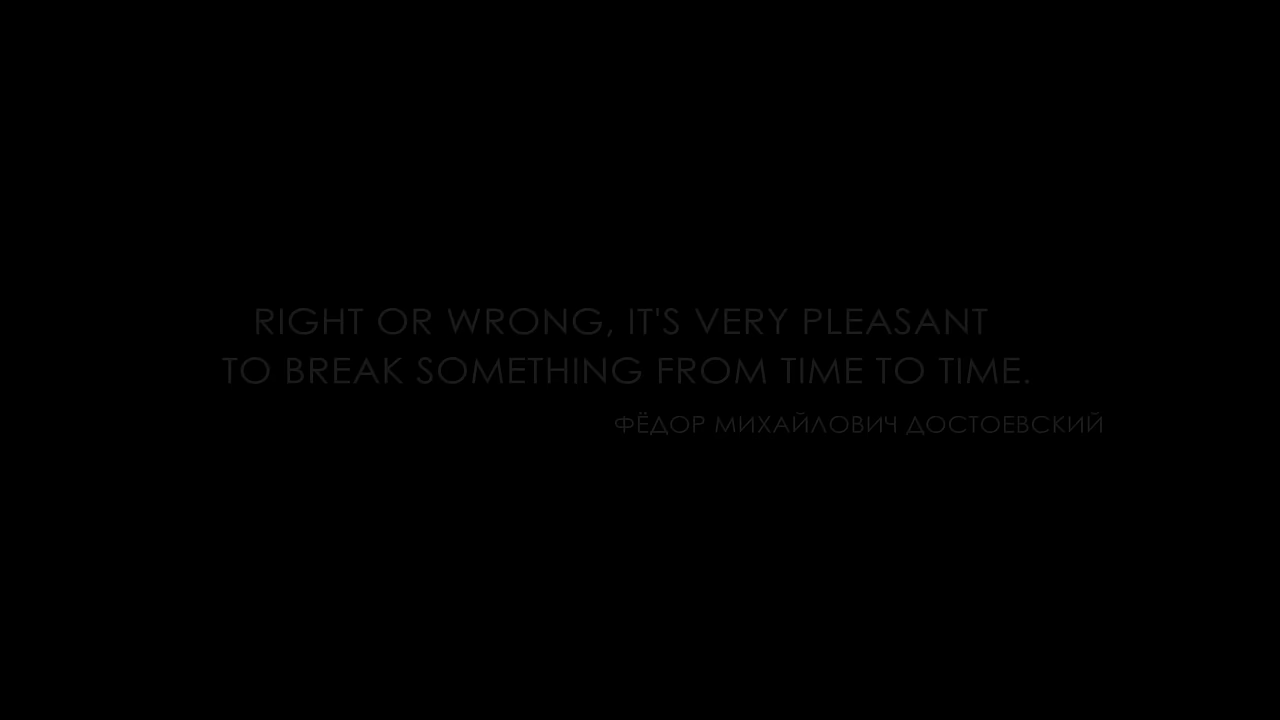 RIGHT OR WRONG, IT'S VERY PLEASANT
TO BREAK SOMETHING FROM TIME TO TIME.
ФЁДОР МИХАЙЛОВИЧ ДОСТОЕВСКИЙ